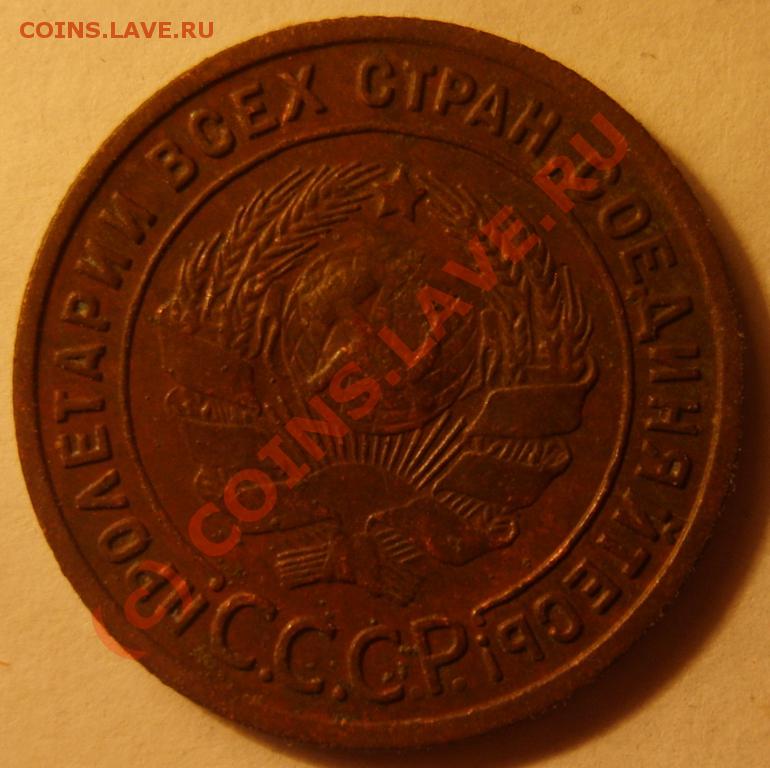 COINS.LAVE.RU
ПРОЛЕТАРИИ ВСЕХ СТРАН СОЕДИНЯЙТЕСЬ!
С.С.С.Р.
© COINS.LAVE.RU